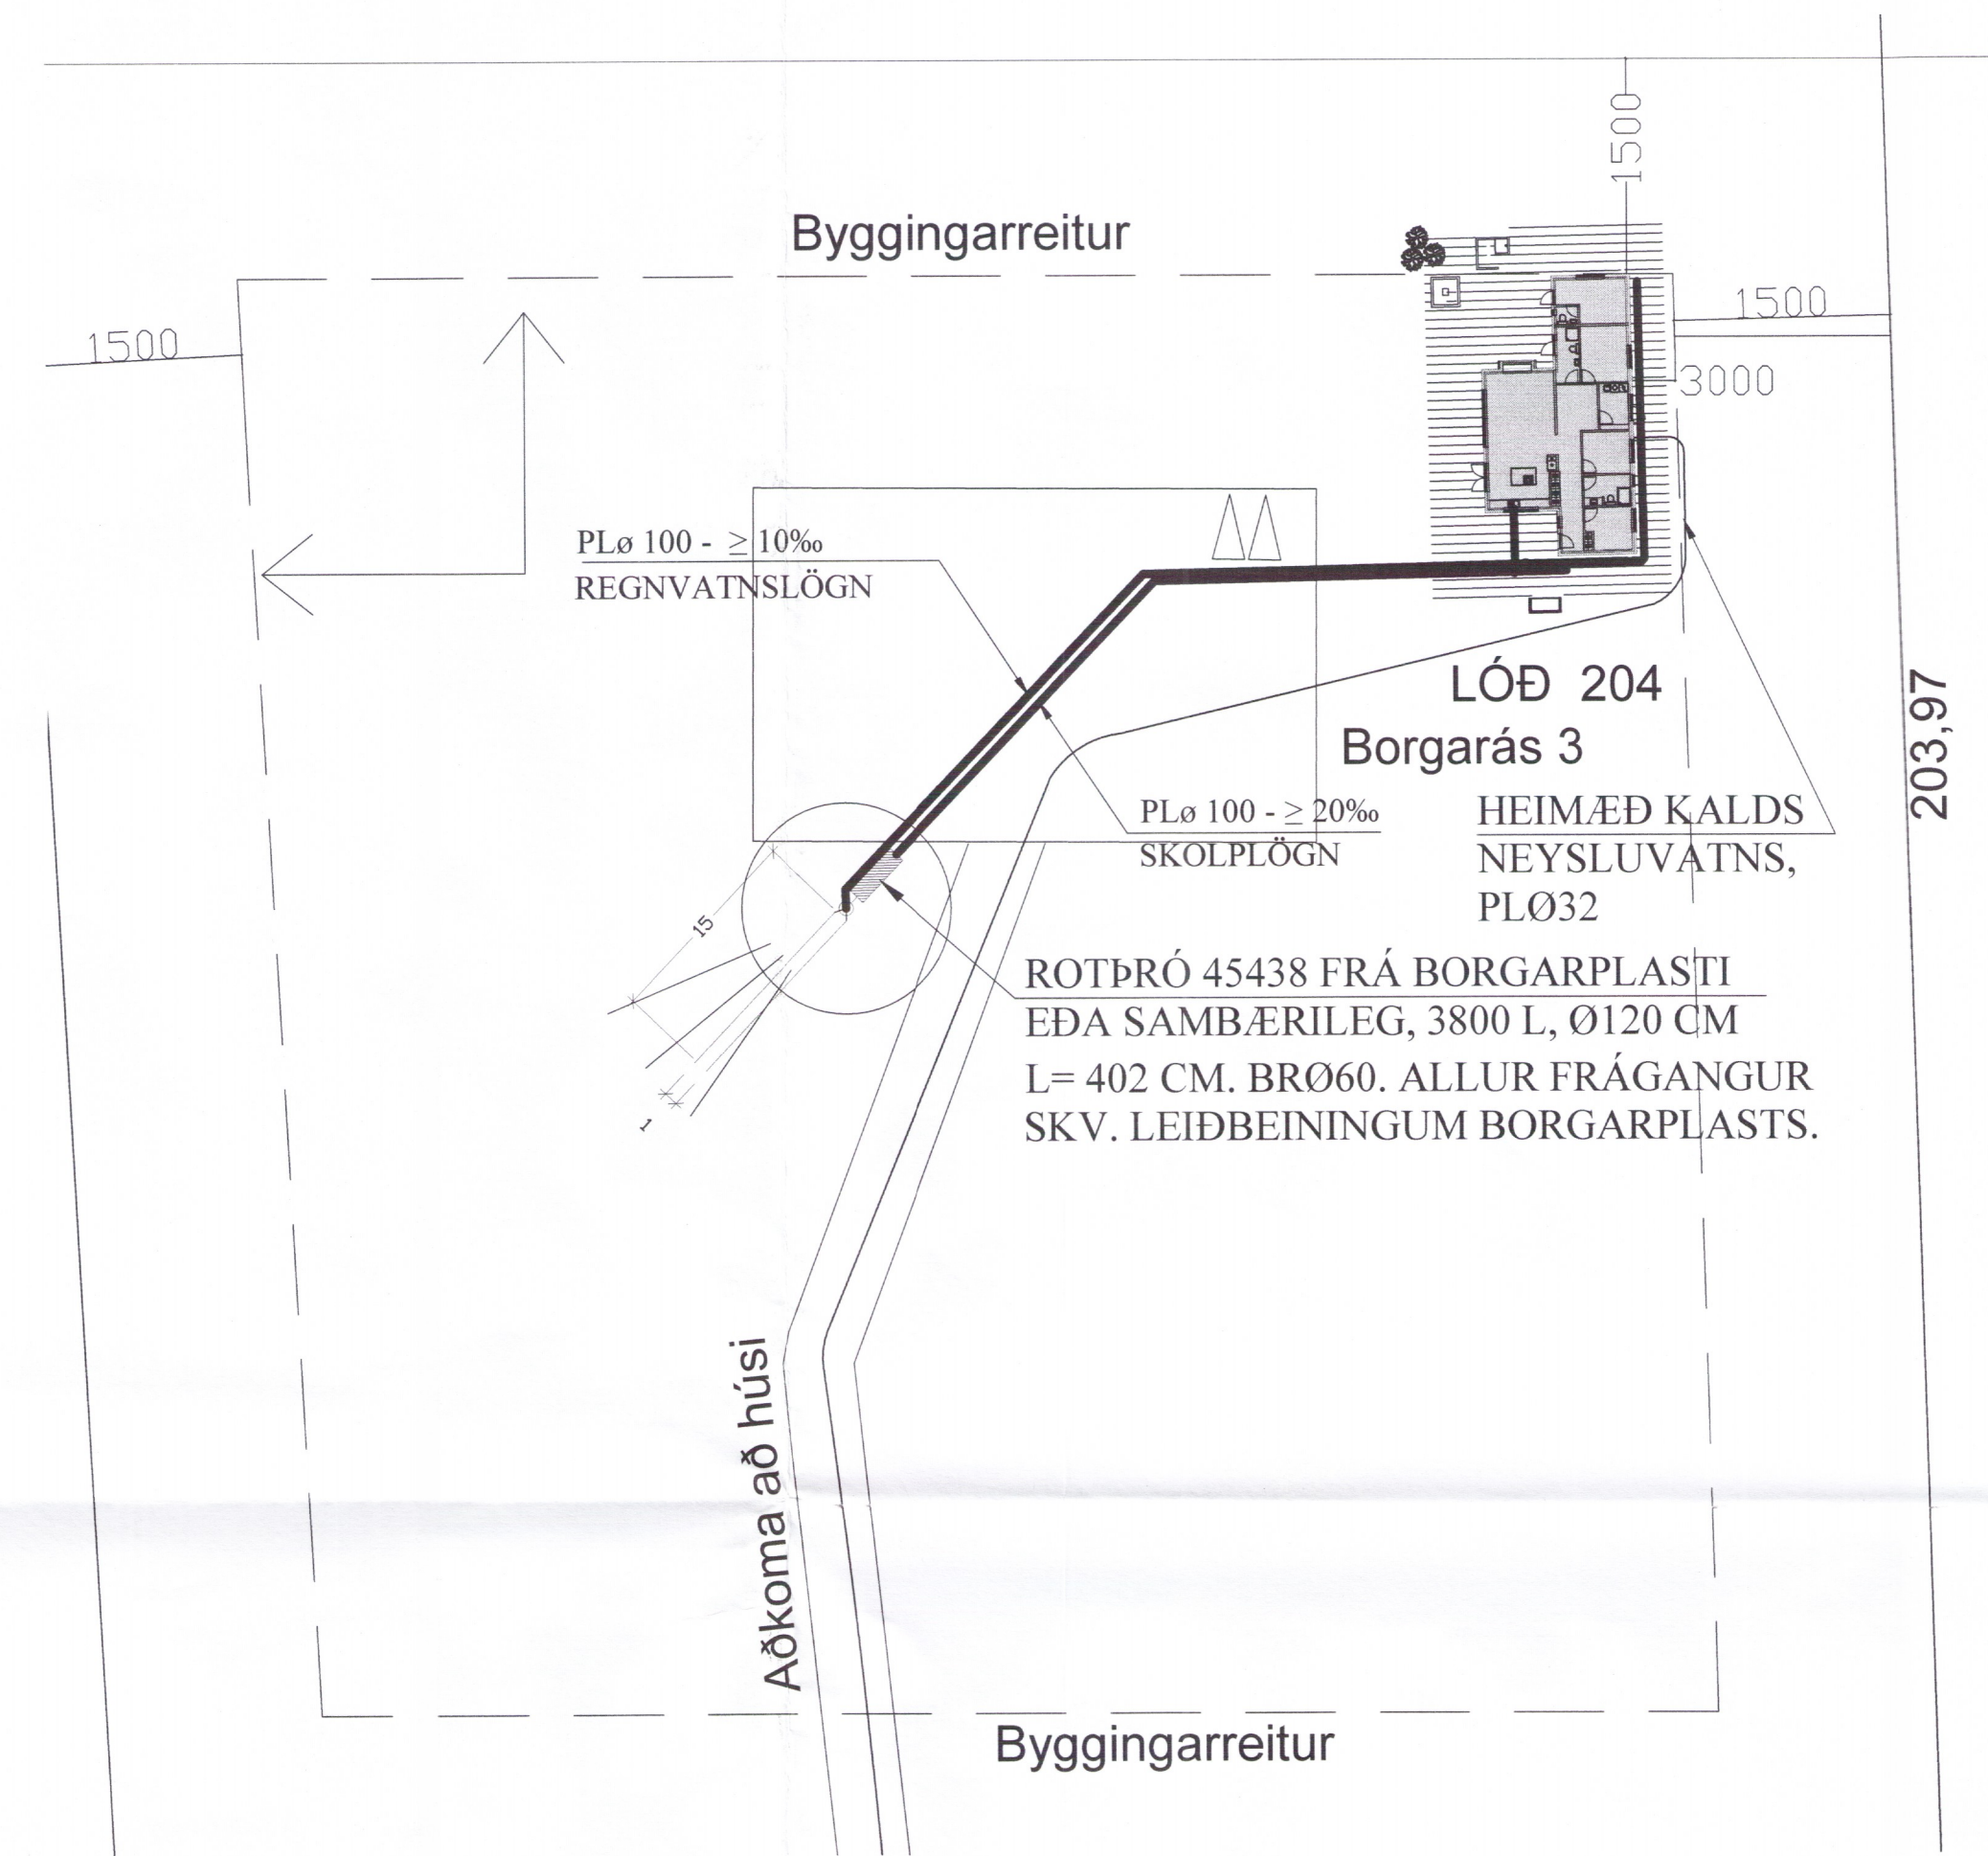 1500
Byggingarreitur
1500
1500
3000
PLø 100 - ≥ 10‰
REGNVATNSLÖGN
LÓÐ 204
Borgarás 3
203,97
PLø 100 - ≥ 20‰
SKOLPLÖGN
HEIMÆÐ KALDS
NEYSLUVATNS,
PLØ32
15
ROTÞRÓ 45438 FRÁ BORGARPLASTI
EÐA SAMBÆRILEG, 3800 L, Ø120 CM
L= 402 CM. BRØ60. ALLUR FRÁGANGUR
SKV. LEIÐBEININGUM BORGARPLASTS.
1
Aðkoma að húsi
Byggingarreitur